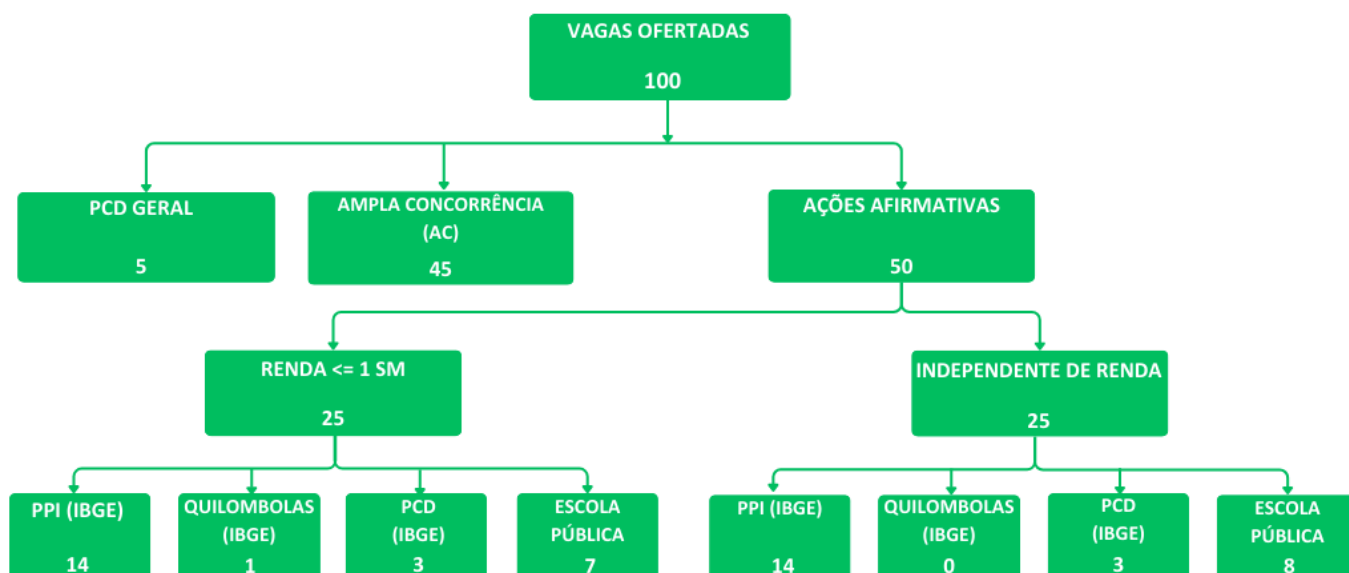 VAGAS OFERTADAS
100
PCD GERAL
5
AMPLA CONCORRÊNCIA
(AC)
45
AÇÕES AFIRMATIVAS
50
RENDA <= 1 SM
25
INDEPENDENTE DE RENDA
25
PPI (IBGE)
14
QUILOMBOLAS
(IBGE)
1
PCD
(IBGE)
3
ESCOLA
PÚBLICA
7
PPI (IBGE)
14
QUILOMBOLAS
(IBGE)
0
PCD
(IBGE)
3
ESCOLA
PÚBLICA
8